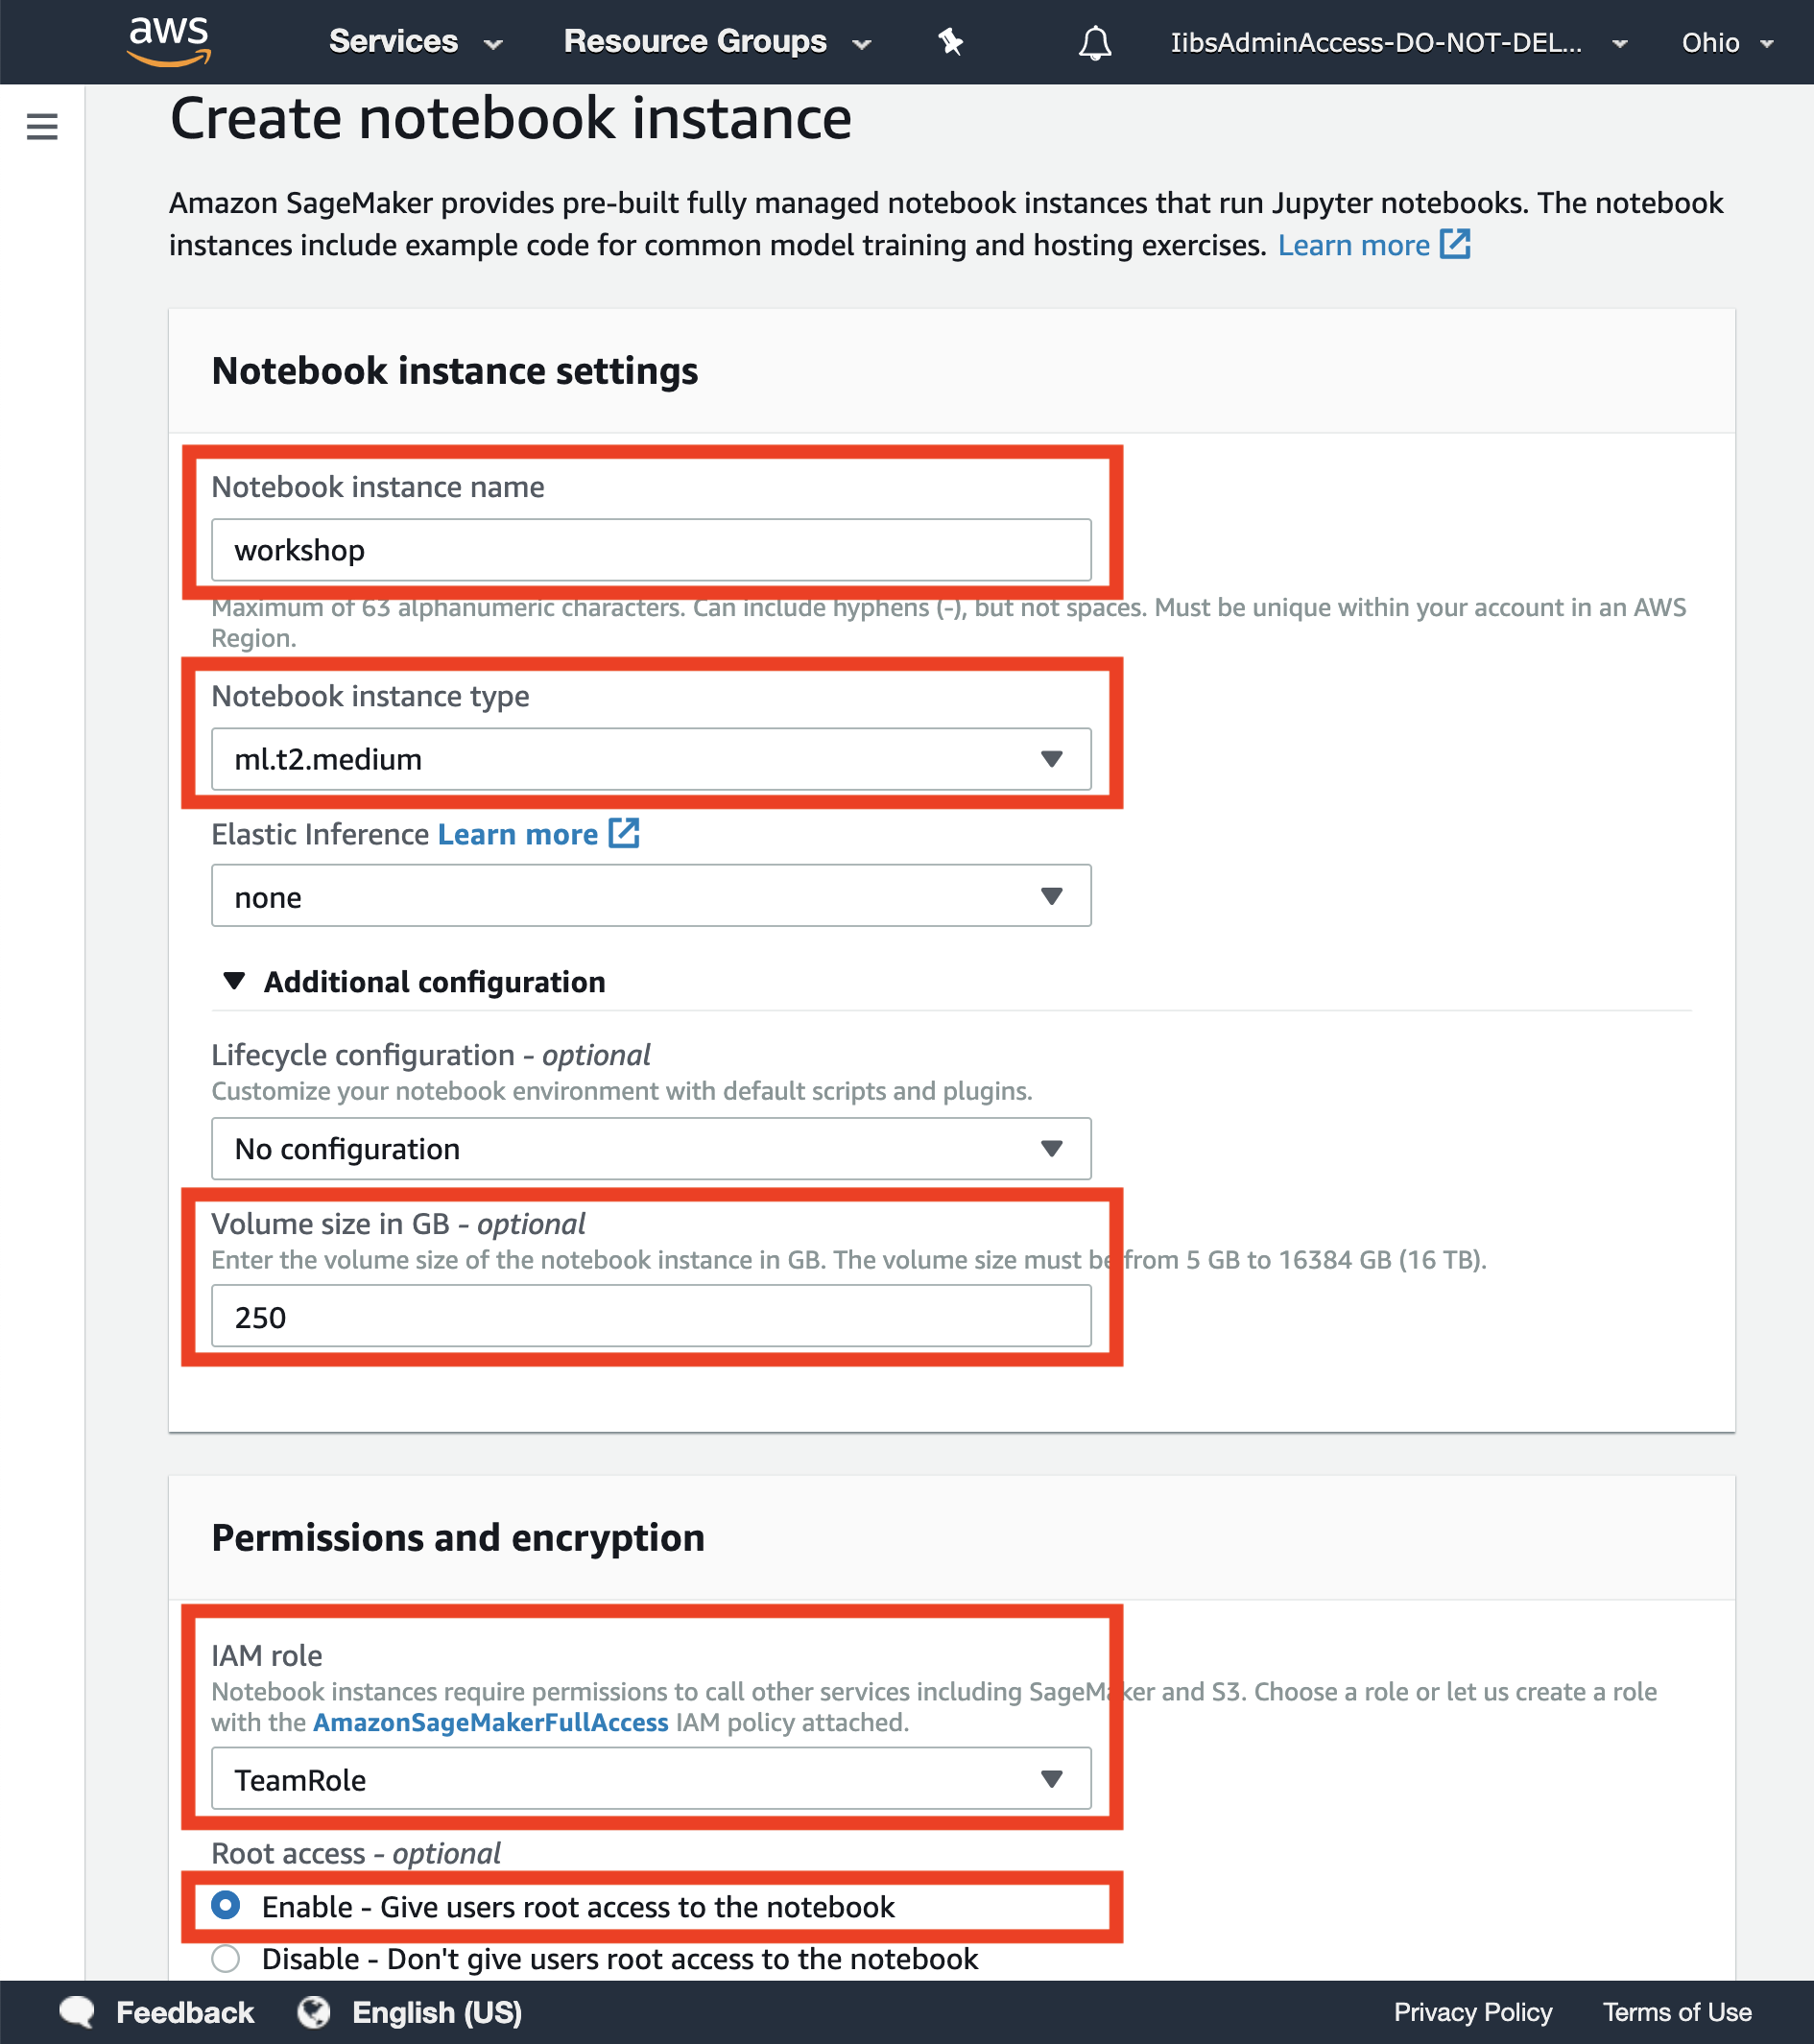 aws Services Resource Groups IibsAdminAccess-DO-NOT-DEL... Ohio
Create notebook instance
Amazon SageMaker provides pre-built fully managed notebook instances that run Jupyter notebooks. The notebook
instances include example code for common model training and hosting exercises. Learn more
Notebook instance settings
Notebook instance name
workshop
Maximum of 63 alphanumeric characters. Can include hyphens (-), but not spaces. Must be unique within your account in an AWS
Region.
Notebook instance type
ml.t2.medium
Elastic Inference Learn more
none
Additional configuration
Lifecycle configuration - optional
Customize your notebook environment with default scripts and plugins.
No configuration
Volume size in GB - optional
Enter the volume size of the notebook instance in GB. The volume size must be from 5 GB to 16384 GB (16 TB).
250
Permissions and encryption
IAM role
Notebook instances require permissions to call other services including SageMaker and S3. Choose a role or let us create a role
with the AmazonSageMakerFullAccess IAM policy attached.
TeamRole
Root access - optional
Enable - Give users root access to the notebook
Disable - Don't give users root access to the notebook
Feedback English (US) Privacy Policy Terms of Use